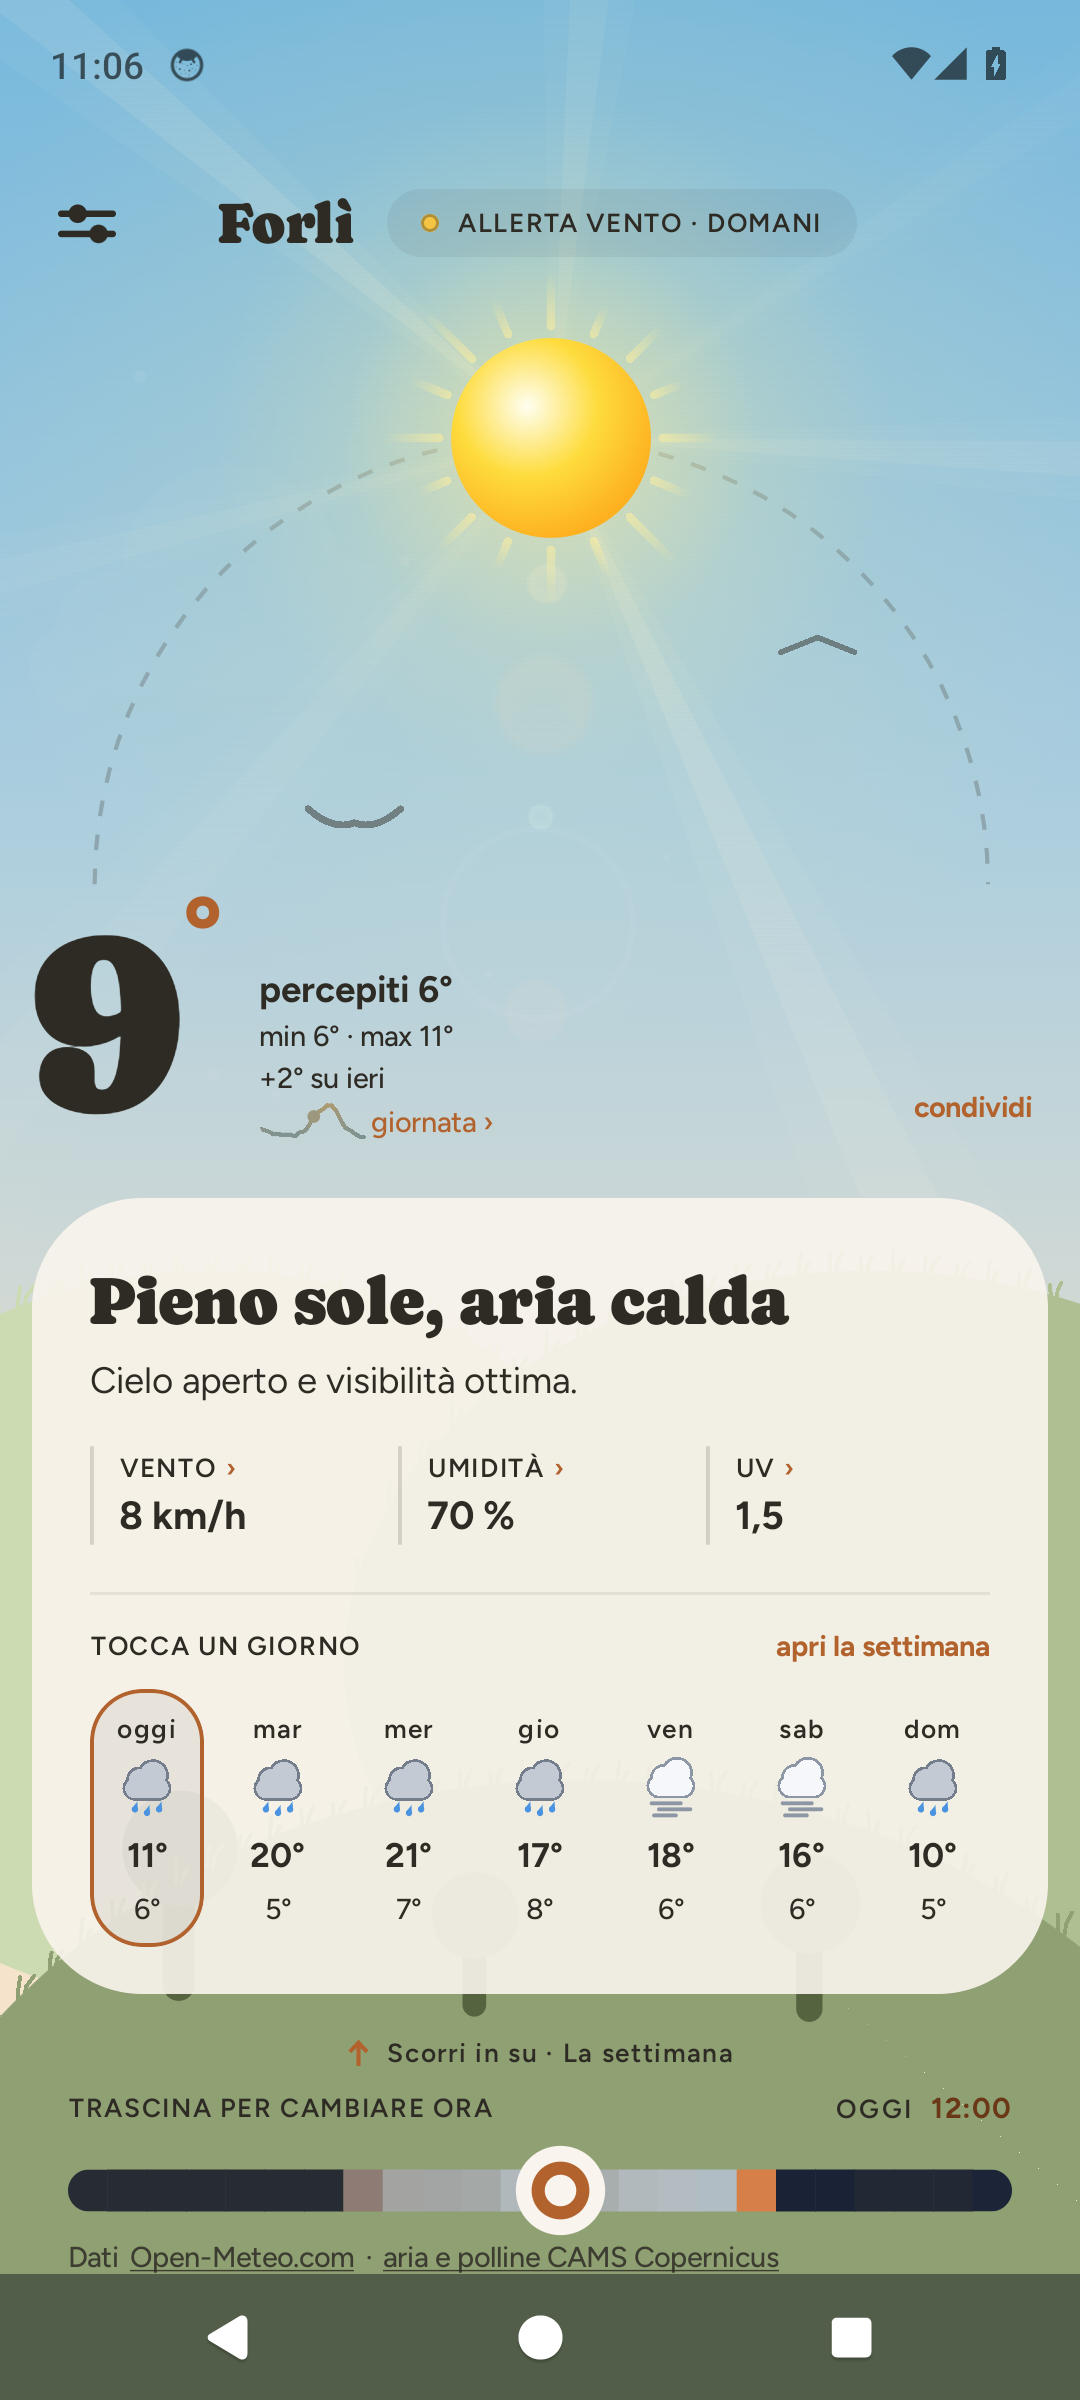 11:06
Forlì
ALLERTA VENTO · DOMANI
9°
percepiti 6°
min 6° · max 11°
+2° su ieri
giornata ›
condividi
Pieno sole, aria calda
Cielo aperto e visibilità ottima.
VENTO › UMIDITÀ › UV ›
8 km/h 70 % 1,5
TOCCA UN GIORNO apri la settimana
oggi mar mer gio ven sab dom
11° 20° 21° 17° 18° 16° 10°
6° 5° 7° 8° 6° 6° 5°
↑ Scorri in su · La settimana
TRASCINA PER CAMBIARE ORA OGGI 12:00
Dati Open-Meteo.com · aria e polline CAMS Copernicus